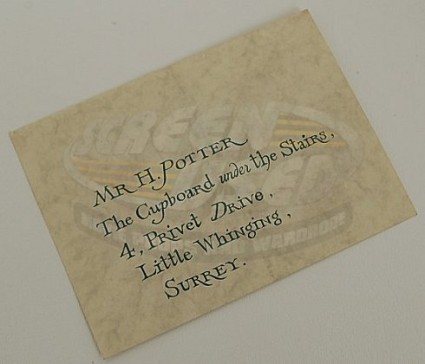 Mr H. Potter
The Cupboard under the Stairs,
4, Privet Drive,
Little Whinging,
Surrey.